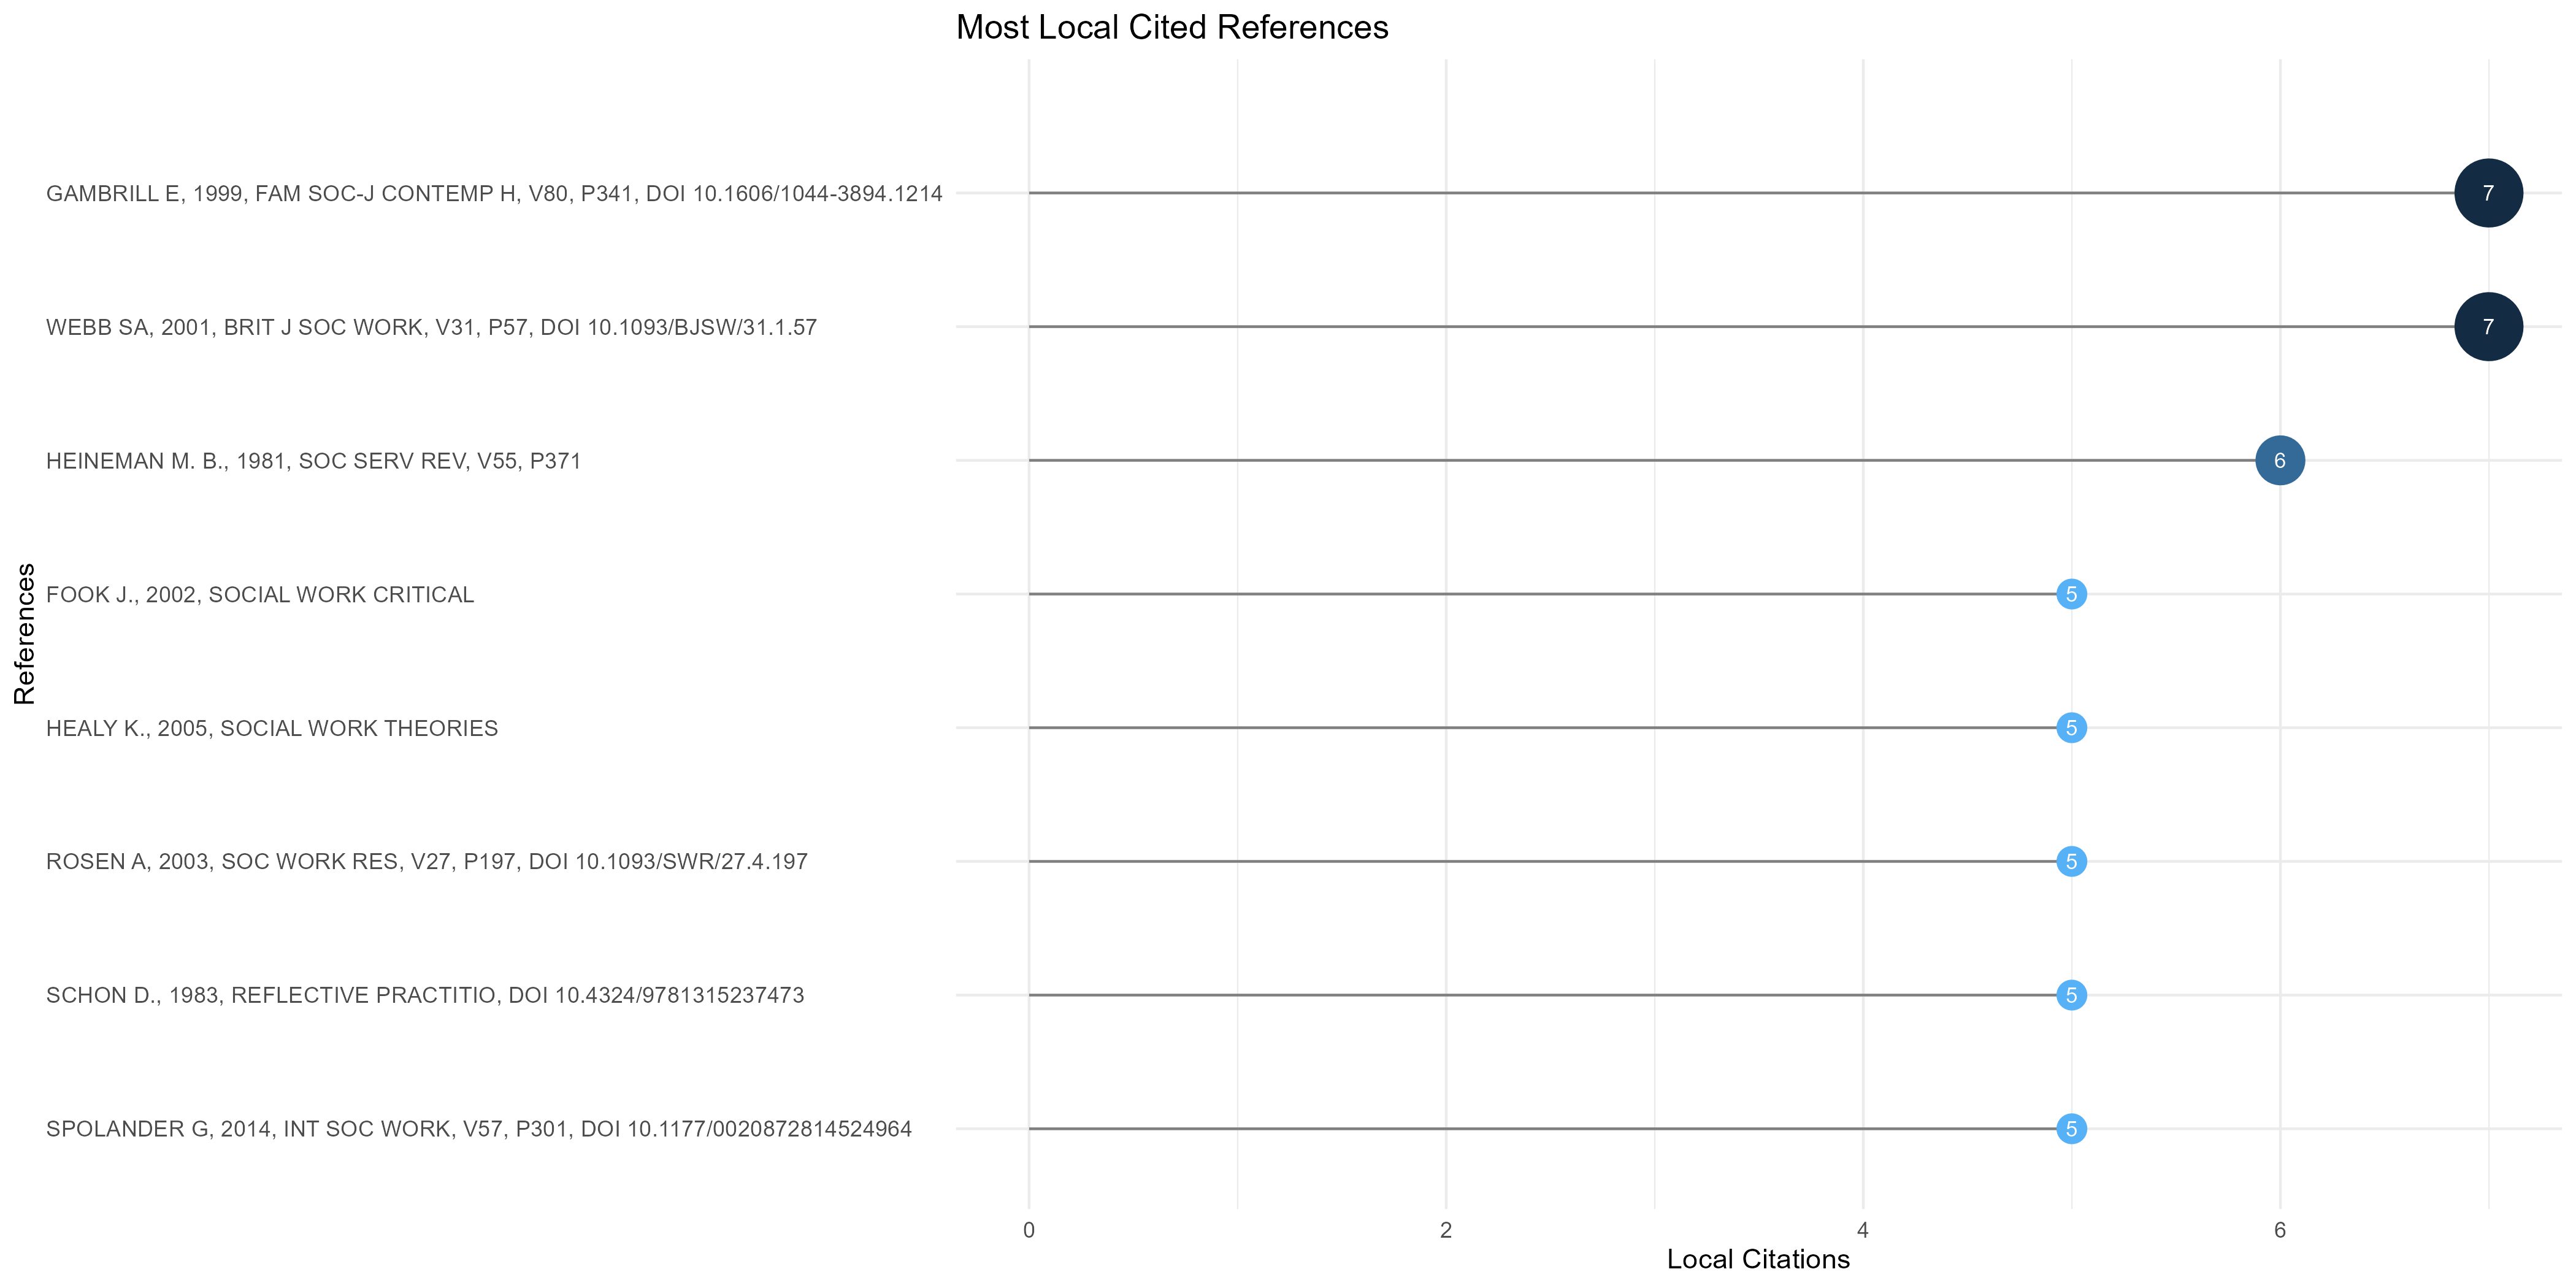 Most Local Cited References
References
GAMBRILL E, 1999, FAM SOC-J CONTEMP H, V80, P341, DOI 10.1606/1044-3894.1214
7
WEBB SA, 2001, BRIT J SOC WORK, V31, P57, DOI 10.1093/BJSW/31.1.57
7
HEINEMAN M. B., 1981, SOC SERV REV, V55, P371
6
FOOK J., 2002, SOCIAL WORK CRITICAL
5
HEALY K., 2005, SOCIAL WORK THEORIES
5
ROSEN A, 2003, SOC WORK RES, V27, P197, DOI 10.1093/SWR/27.4.197
5
SCHON D., 1983, REFLECTIVE PRACTITIO, DOI 10.4324/9781315237473
5
SPOLANDER G, 2014, INT SOC WORK, V57, P301, DOI 10.1177/0020872814524964
5
0 2 4 6
Local Citations